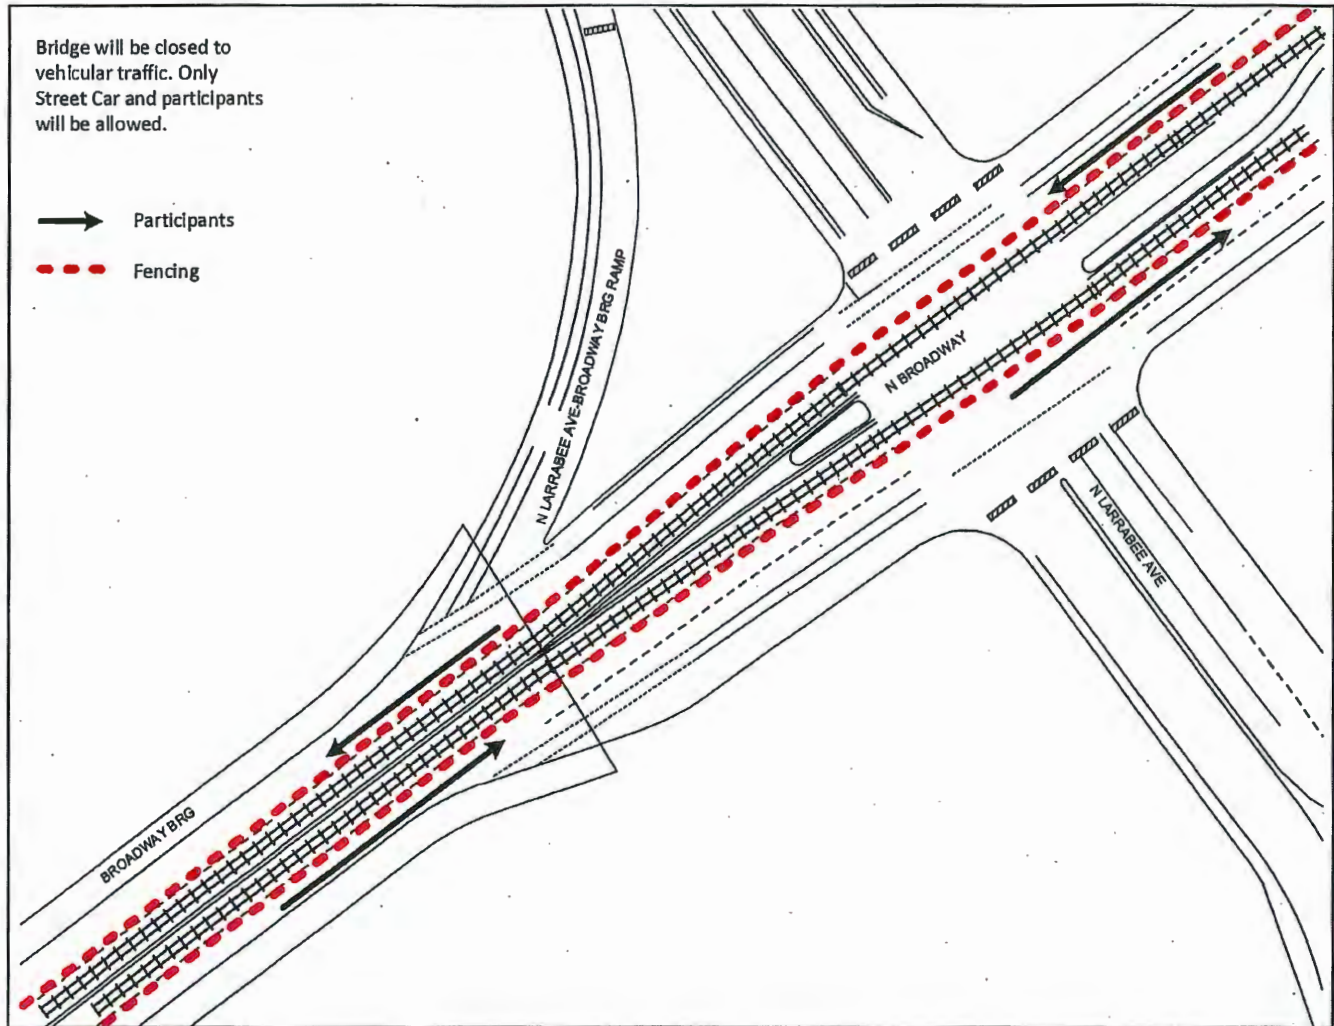 Bridge will be closed to
vehicular traffic. Only
Street Car and participants
will be allowed.
Participants
Fencing
N LARRABEE AVE-BROADWAY BRG RAMP
N BROADWAY
N LARRABEE AVE
BROADWAY BRG